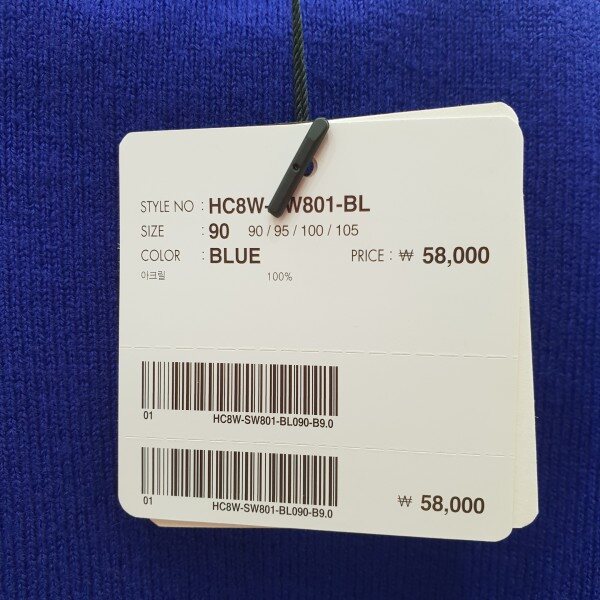 STYLE NO : HC8W-SW801-BL
SIZE : 90 90 / 95 / 100 / 105
COLOR : BLUE PRICE : ₩ 58,000
아크릴 100%
01 HC8W-SW801-BL090-B9.0
01 HC8W-SW801-BL090-B9.0 ₩ 58,000